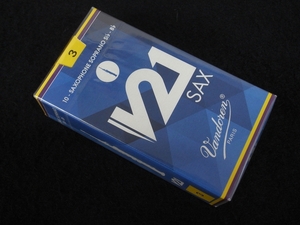 3
10 - SAXOPHONE SOPRANO Sib - Bb
V21
SAX
Vandoren
PARIS